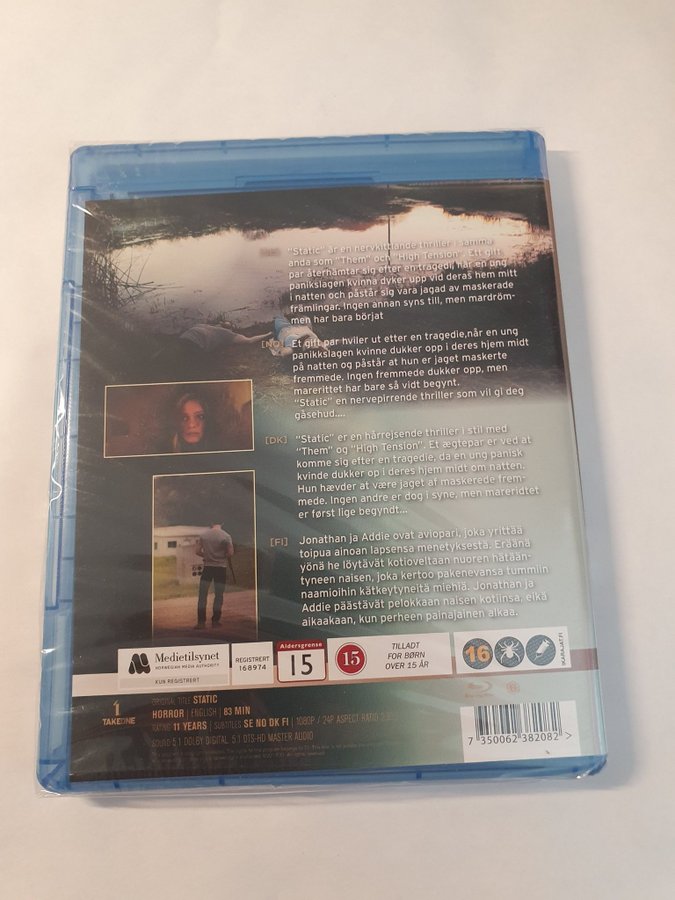 "Static" är en nervkittlande thriller i samma
anda som "Them" och "High Tension". Ett gift
par återhämtar sig efter en tragedi, när en ung
panikslagen kvinna dyker upp vid deras hem mitt
i natten och påstår sig vara jagad av maskerade
främlingar. Ingen annan syns till, men mardröm-
men har bara börjat
[NO] Et gift par hviler ut etter en tragedie,når en ung
panikkslagen kvinne dukker opp i deres hjem midt
på natten og påstår at hun er jaget maskerte
fremmede. Ingen fremmede dukker opp, men
marerittet har bare så vidt begynt.
"Static" en nervepirrende thriller som vil gi deg
gåsehud....
[DK] "Static" er en hårrejsende thriller i stil med
"Them" og "High Tension". Et ægtepar er ved at
komme sig efter en tragedie, da en ung panisk
kvinde dukker op i deres hjem midt om natten.
Hun hævder at være jaget af maskerede frem-
mede. Ingen andre er dog i syne, men mareridtet
er først lige begyndt...
[FI] Jonathan ja Addie ovat aviopari, joka yrittää
toipua ainoan lapsensa menetyksestä. Eräänä
yönä he löytävät kotioveltaan nuoren hätään-
tyneen naisen, joka kertoo pakenevansa tummiin
naamioihin kätkeytyneitä miehiä. Jonathan ja
Addie päästävät pelokkaan naisen kotiinsa, eikä
aikaakaan, kun perheen painajainen alkaa.
Medietilsynet
NORWEGIAN MEDIA AUTHORITY
KUN REGISTRERT
REGISTRERT
168974
Aldersgrense
15
15
TILLADT
FOR BØRN
OVER 15 ÅR
16
IKARAJAT.FI
1
TAKEONE
ORIGINAL TITLE STATIC
HORROR | ENGLISH | 83 MIN
RATING 11 YEARS | SUBTITLES SE NO DK FI | 1080P / 24P ASPECT RATIO
SOUND 5.1 DOLBY DIGITAL 5.1 DTS-HD MASTER AUDIO
7 350062 382082 >